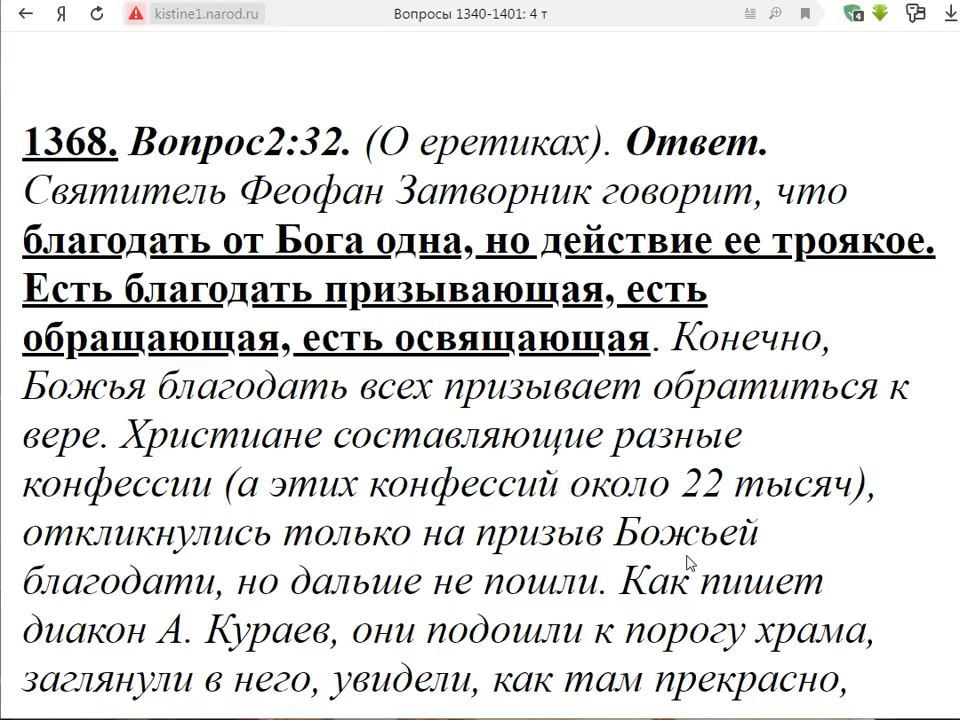 Я kistine1.narod.ru Вопросы 1340-1401: 4 т 4
1368. Вопрос2:32. (О еретиках). Ответ.
Святитель Феофан Затворник говорит, что
благодать от Бога одна, но действие ее троякое.
Есть благодать призывающая, есть
обращающая, есть освящающая. Конечно,
Божья благодать всех призывает обратиться к
вере. Христиане составляющие разные
конфессии (а этих конфессий около 22 тысяч),
откликнулись только на призыв Божьей
благодати, но дальше не пошли. Как пишет
диакон А. Кураев, они подошли к порогу храма,
заглянули в него, увидели, как там прекрасно,